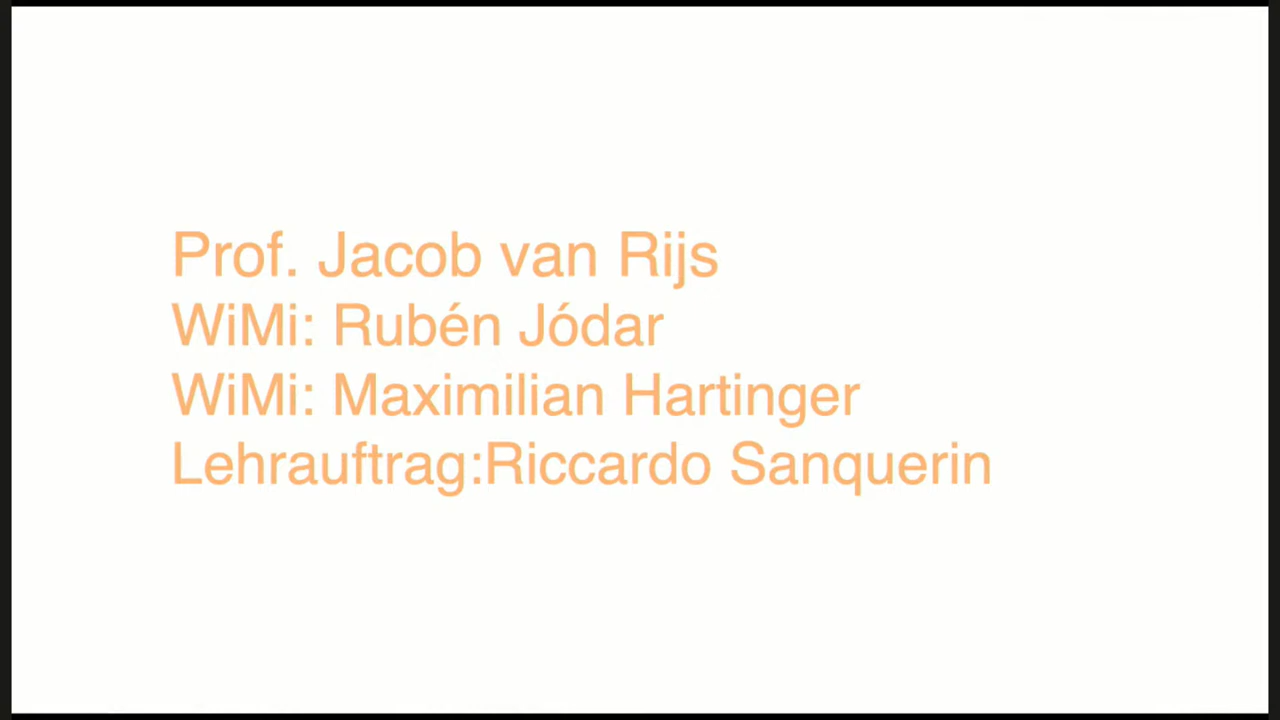 Prof. Jacob van Rijs
WiMi: Rubén Jódar
WiMi: Maximilian Hartinger
Lehrauftrag:Riccardo Sanquerin